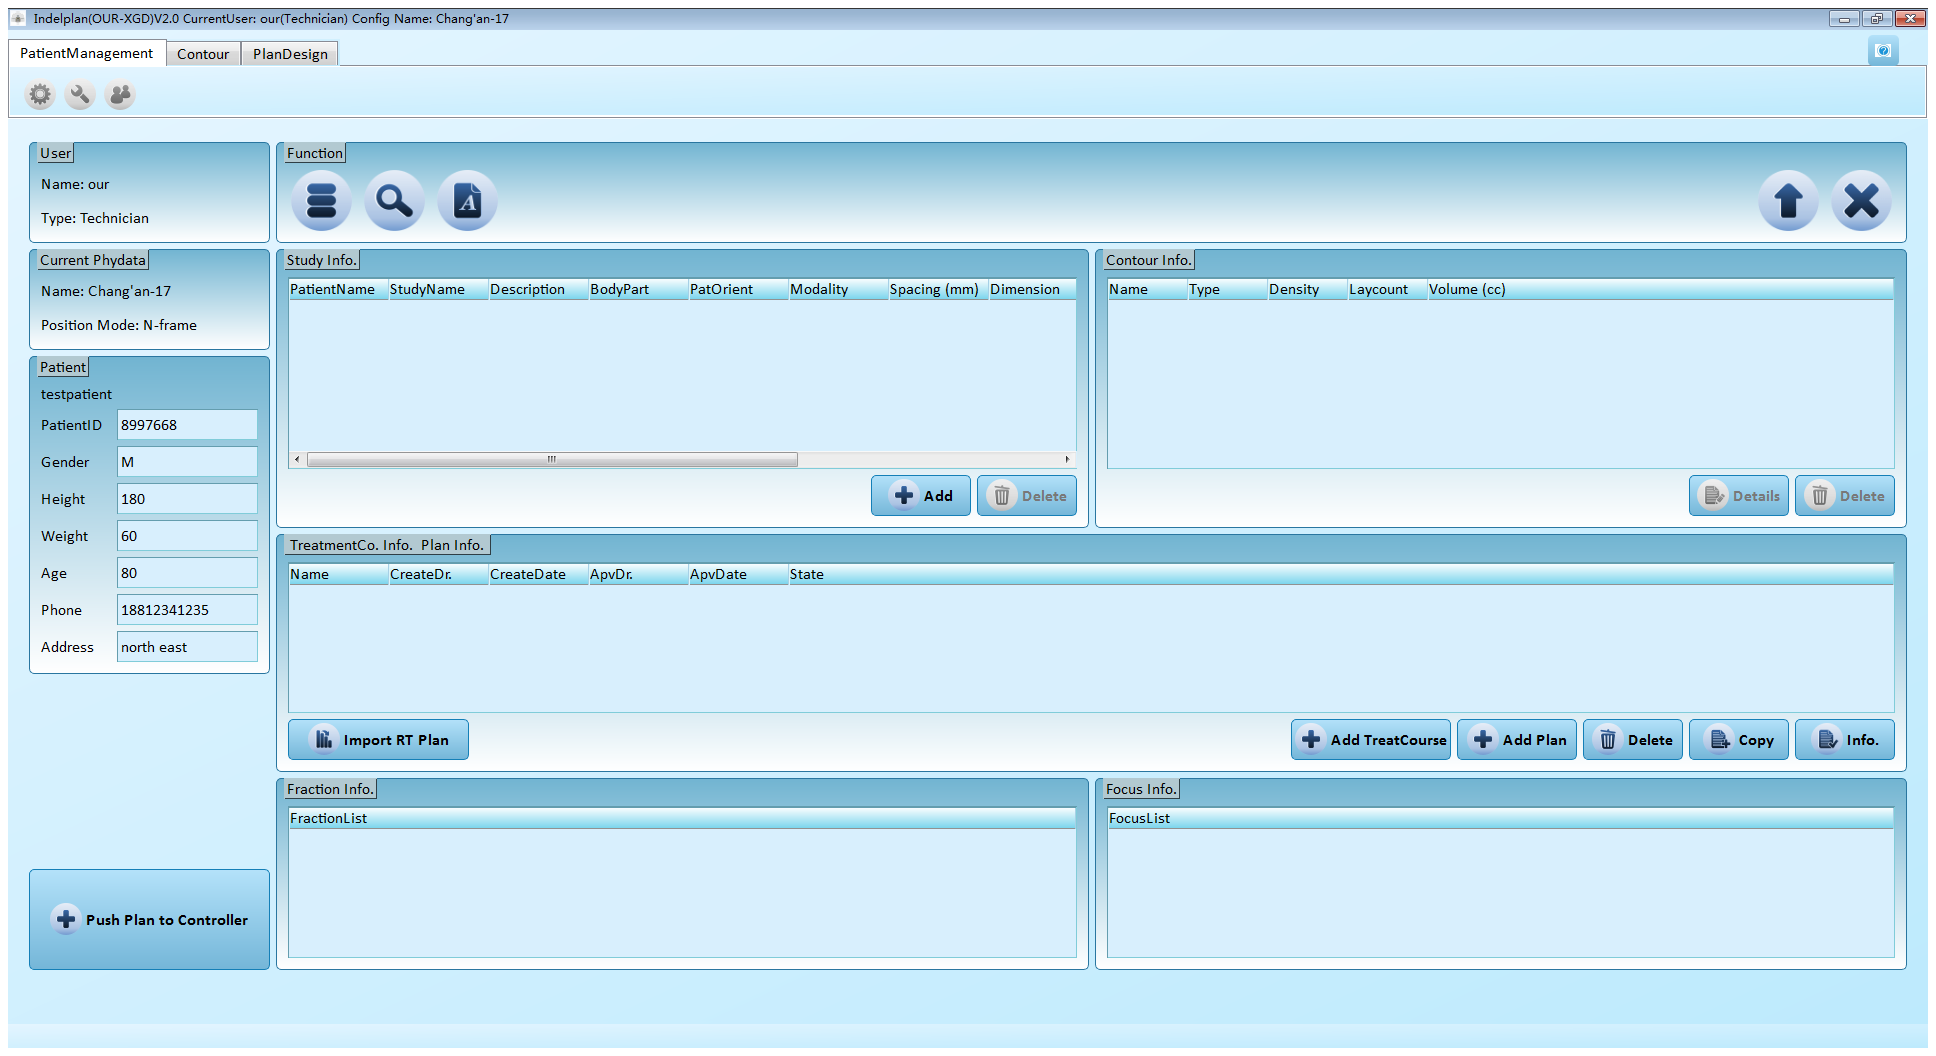 Indelplan(OUR-XGD)V2.0 CurrentUser: our(Technician) Config Name: Chang'an-17
PatientManagement Contour PlanDesign
User
Name: our
Type: Technician
Function
A
Current Phydata
Name: Chang'an-17
Position Mode: N-frame
Patient
testpatient
PatientID 8997668
Gender M
Height 180
Weight 60
Age 80
Phone 18812341235
Address north east
Push Plan to Controller
Study Info.
PatientName StudyName Description BodyPart PatOrient Modality Spacing (mm) Dimension
Add Delete
Contour Info.
Name Type Density Laycount Volume (cc)
Details Delete
TreatmentCo. Info. Plan Info.
Name CreateDr. CreateDate ApvDr. ApvDate State
Import RT Plan Add TreatCourse Add Plan Delete Copy Info.
Fraction Info.
FractionList
Focus Info.
FocusList